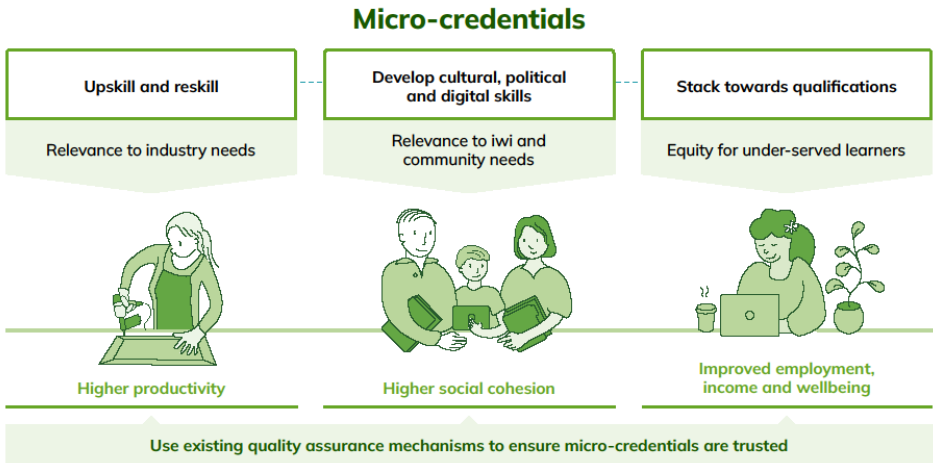 Micro-credentials
Upskill and reskill
Develop cultural, political
and digital skills
Stack towards qualifications
Relevance to industry needs
Relevance to iwi and
community needs
Equity for under-served learners
Higher productivity
Higher social cohesion
Improved employment,
income and wellbeing
Use existing quality assurance mechanisms to ensure micro-credentials are trusted